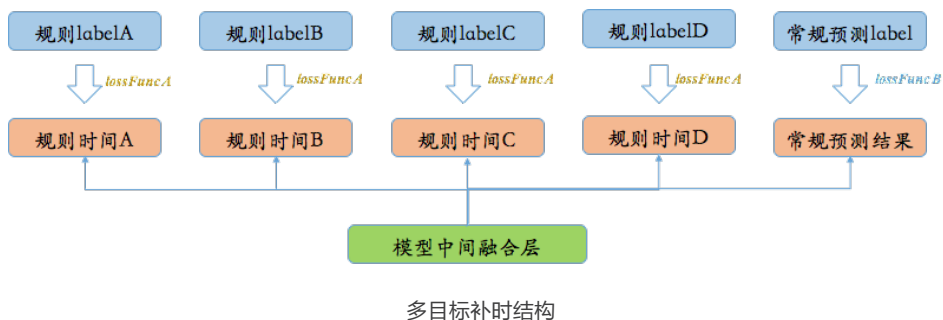 规则labelA 规则labelB 规则labelC 规则labelD 常规预测label
lossFuncA lossFuncA lossFuncA lossFuncA lossFuncB
规则时间A 规则时间B 规则时间C 规则时间D 常规预测结果
模型中间融合层
多目标补时结构